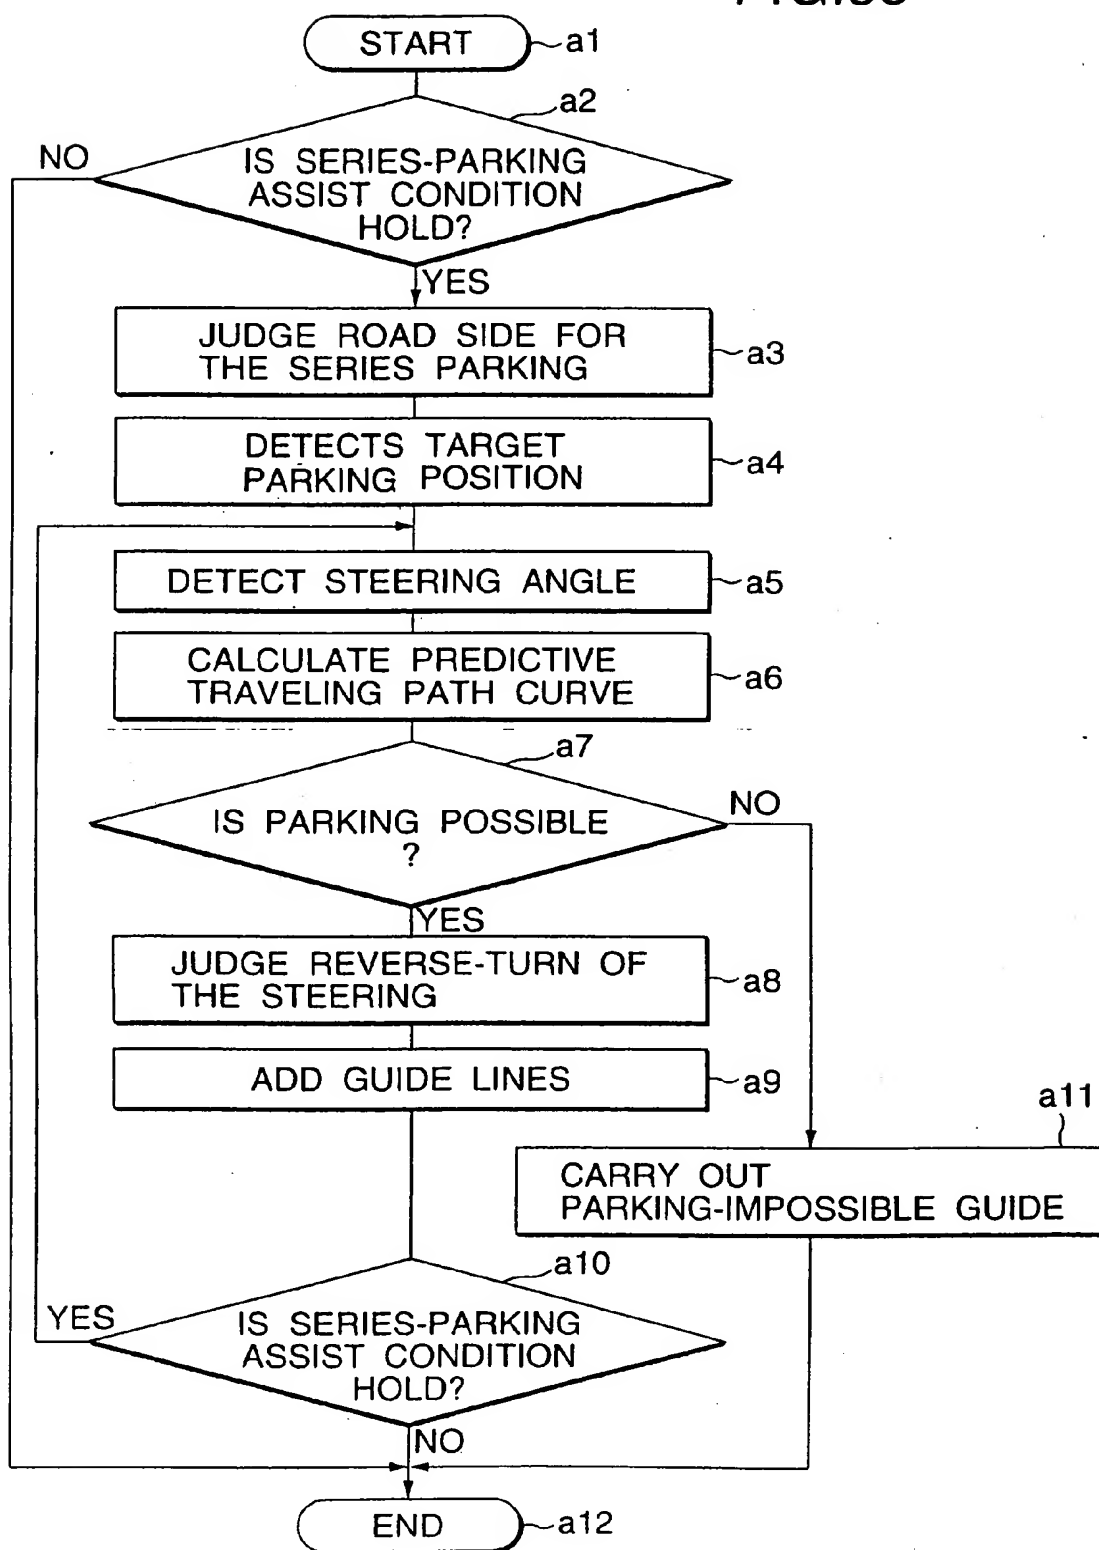 START
a1
a2
NO
IS SERIES-PARKING
ASSIST CONDITION
HOLD?
YES
JUDGE ROAD SIDE FOR
THE SERIES PARKING
a3
DETECTS TARGET
PARKING POSITION
a4
DETECT STEERING ANGLE
a5
CALCULATE PREDICTIVE
TRAVELING PATH CURVE
a6
a7
IS PARKING POSSIBLE
?
NO
YES
JUDGE REVERSE-TURN OF
THE STEERING
a8
ADD GUIDE LINES
a9
a11
CARRY OUT
PARKING-IMPOSSIBLE GUIDE
a10
YES
IS SERIES-PARKING
ASSIST CONDITION
HOLD?
NO
END
a12